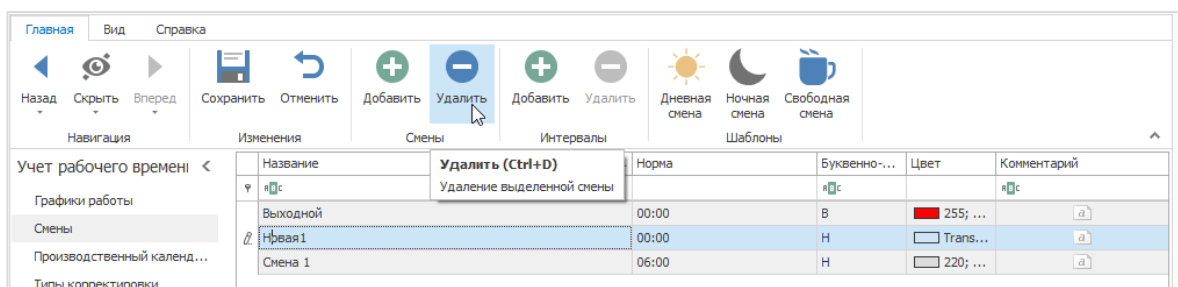 Главная Вид Справка
Назад Скрыть Вперед Сохранить Отменить Добавить Удалить Добавить Удалить Дневная смена Ночная смена Свободная смена
Навигация Изменения Смены Интервалы Шаблоны
Учет рабочего времени
Графики работы
Смены
Производственный календ...
Типы корректировки
Название Норма Буквенно-... Цвет Комментарий
Удалить (Ctrl+D)
Удаление выделенной смены
Выходной 00:00 В 255; ...
Новая1 00:00 Н Trans...
Смена 1 06:00 Н 220; ...